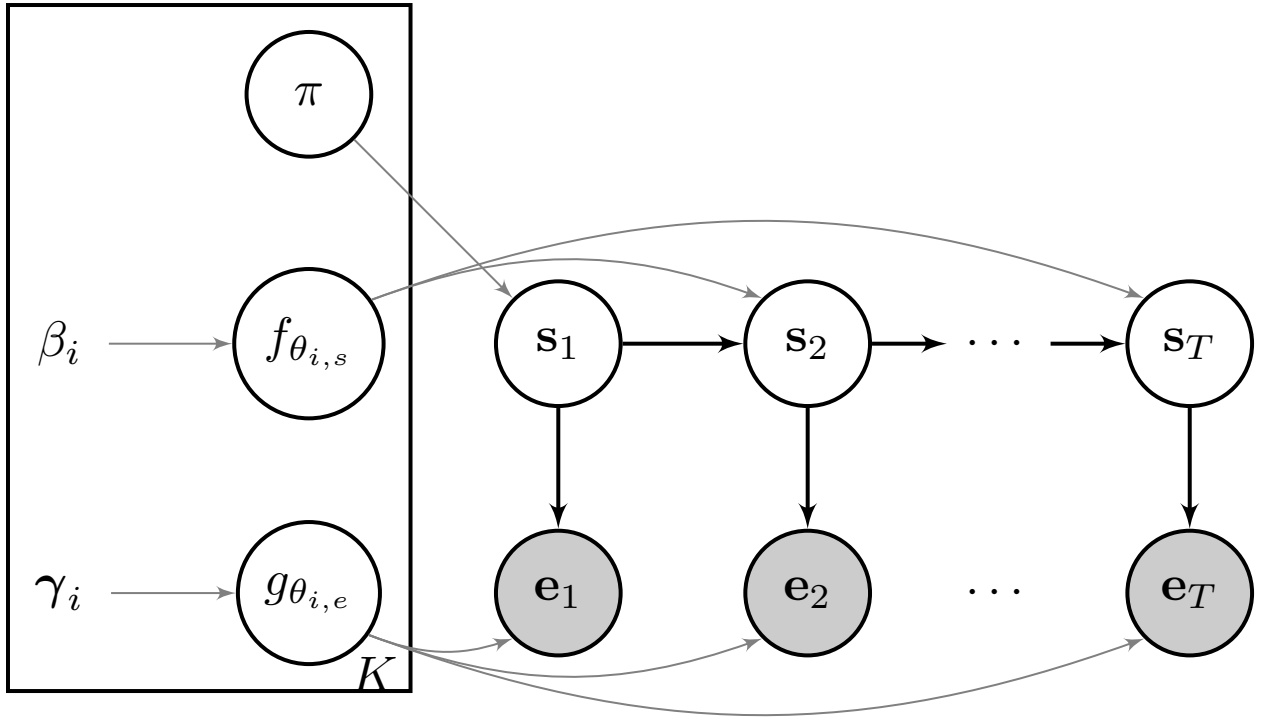 π
β_i f_{θ_{i,s}} s_1 s_2 ··· s_T
γ_i g_{θ_{i,e}} e_1 e_2 ··· e_T
K